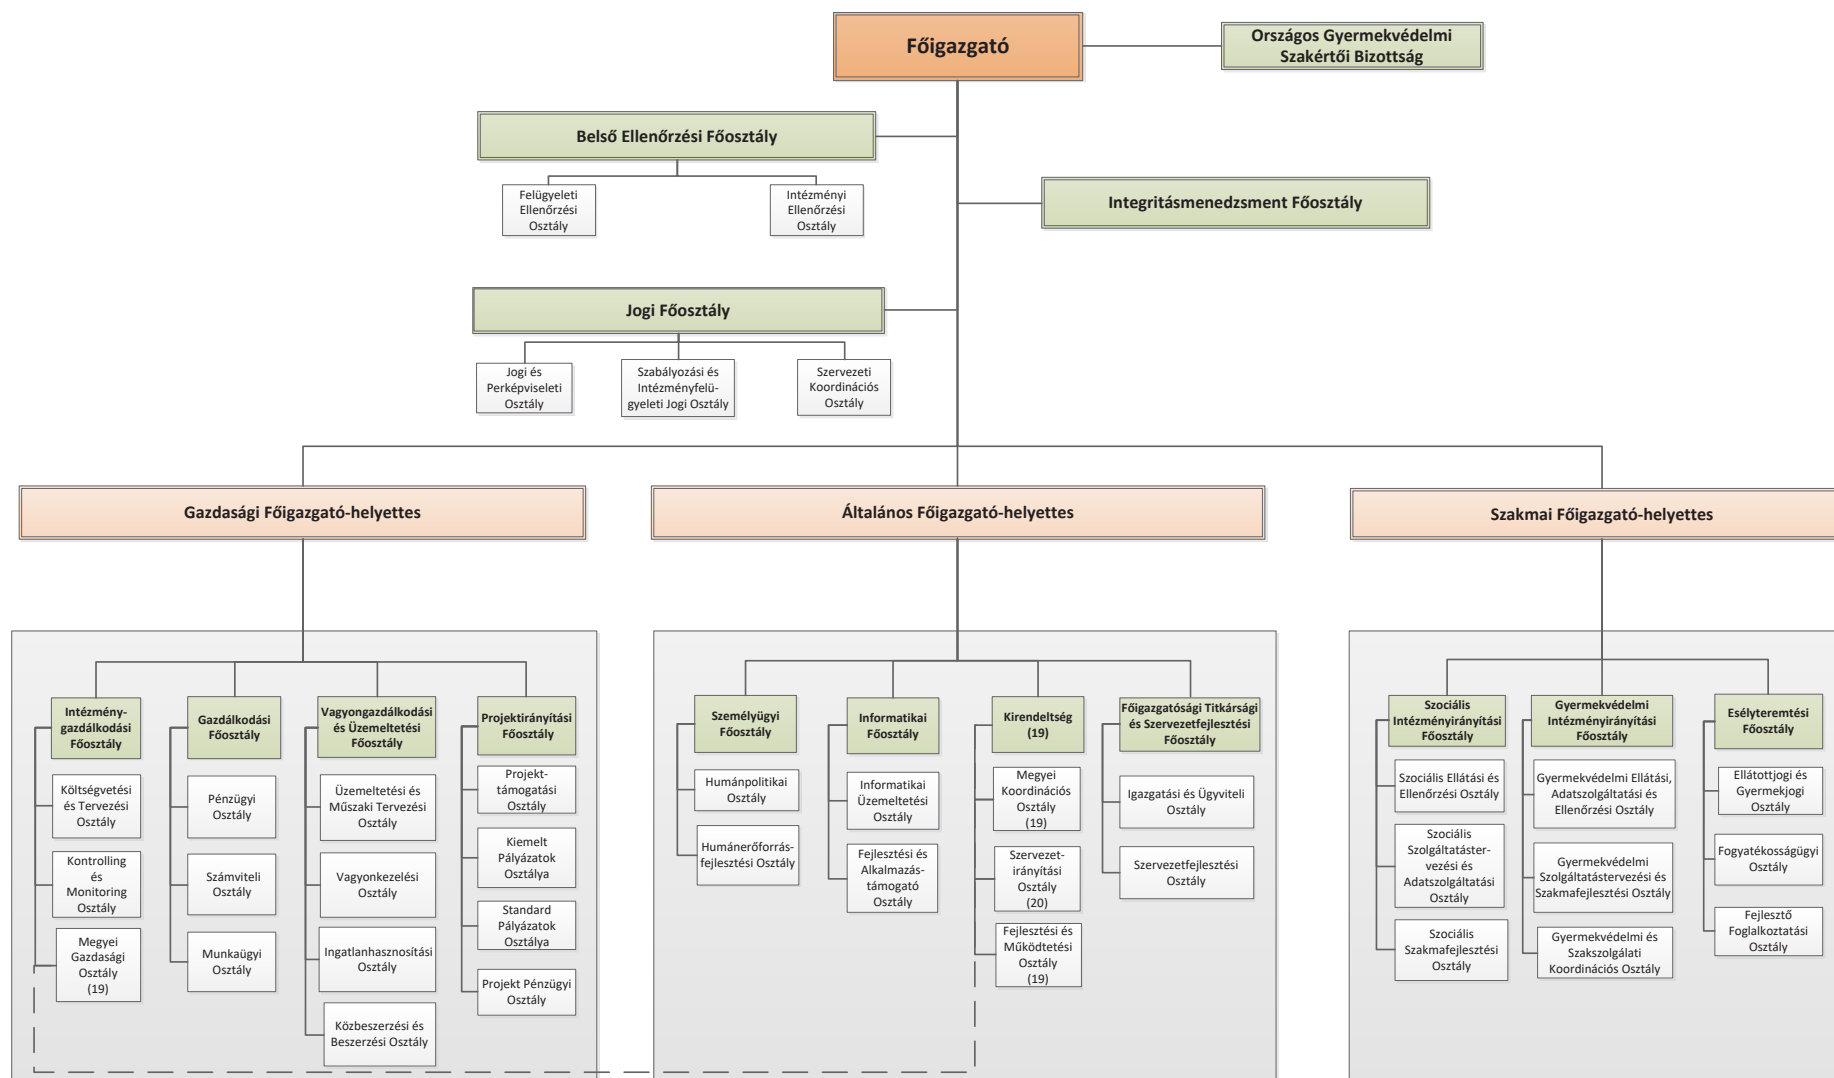 Főigazgató
Országos Gyermekvédelmi
Szakértői Bizottság
Belső Ellenőrzési Főosztály
Felügyeleti
Ellenőrzési
Osztály
Intézményi
Ellenőrzési
Osztály
Integritásmenedzsment Főosztály
Jogi Főosztály
Jogi és
Perképviseleti
Osztály
Szabályozási és
Intézményfelü-
gyeleti Jogi Osztály
Szervezeti
Koordinációs
Osztály
Gazdasági Főigazgató-helyettes
Általános Főigazgató-helyettes
Szakmai Főigazgató-helyettes
Intézmény-
gazdálkodási
Főosztály
Költségvetési
és Tervezési
Osztály
Kontrolling
és
Monitoring
Osztály
Megyei
Gazdasági
Osztály
(19)
Gazdálkodási
Főosztály
Pénzügyi
Osztály
Számviteli
Osztály
Munkaügyi
Osztály
Vagyongazdálkodási
és Üzemeltetési
Főosztály
Üzemeltetési és
Műszaki Tervezési
Osztály
Vagyonkezelési
Osztály
Ingatlanhasznosítási
Osztály
Közbeszerzési és
Beszerzési Osztály
Projektirányítási
Főosztály
Projekt-
támogatási
Osztály
Kiemelt
Pályázatok
Osztálya
Standard
Pályázatok
Osztálya
Projekt Pénzügyi
Osztály
Személyügyi
Főosztály
Humánpolitikai
Osztály
Humánerőforrás-
fejlesztési Osztály
Informatikai
Főosztály
Informatikai
Üzemeltetési
Osztály
Fejlesztési és
Alkalmazás-
támogató
Osztály
Kirendeltség
(19)
Megyei
Koordinációs
Osztály
(19)
Szervezet-
irányítási
Osztály
(20)
Fejlesztési és
Működtetési
Osztály
(19)
Főigazgatósági Titkársági
és Szervezetfejlesztési
Főosztály
Igazgatási és Ügyviteli
Osztály
Szervezetfejlesztési
Osztály
Szociális
Intézményirányítási
Főosztály
Szociális Ellátási és
Ellenőrzési Osztály
Szociális
Szolgáltatáster-
vezési és
Adatszolgáltatási
Osztály
Szociális
Szakmafejlesztési
Osztály
Gyermekvédelmi
Intézményirányítási
Főosztály
Gyermekvédelmi Ellátási,
Adatszolgáltatási és
Ellenőrzési Osztály
Gyermekvédelmi
Szolgáltatástervezési és
Szakmafejlesztési Osztály
Gyermekvédelmi és
Szakszolgálati
Koordinációs Osztály
Esélyteremtési
Főosztály
Ellátottjogi és
Gyermekjogi
Osztály
Fogyatékosságügyi
Osztály
Fejlesztő
Foglalkoztatási
Osztály